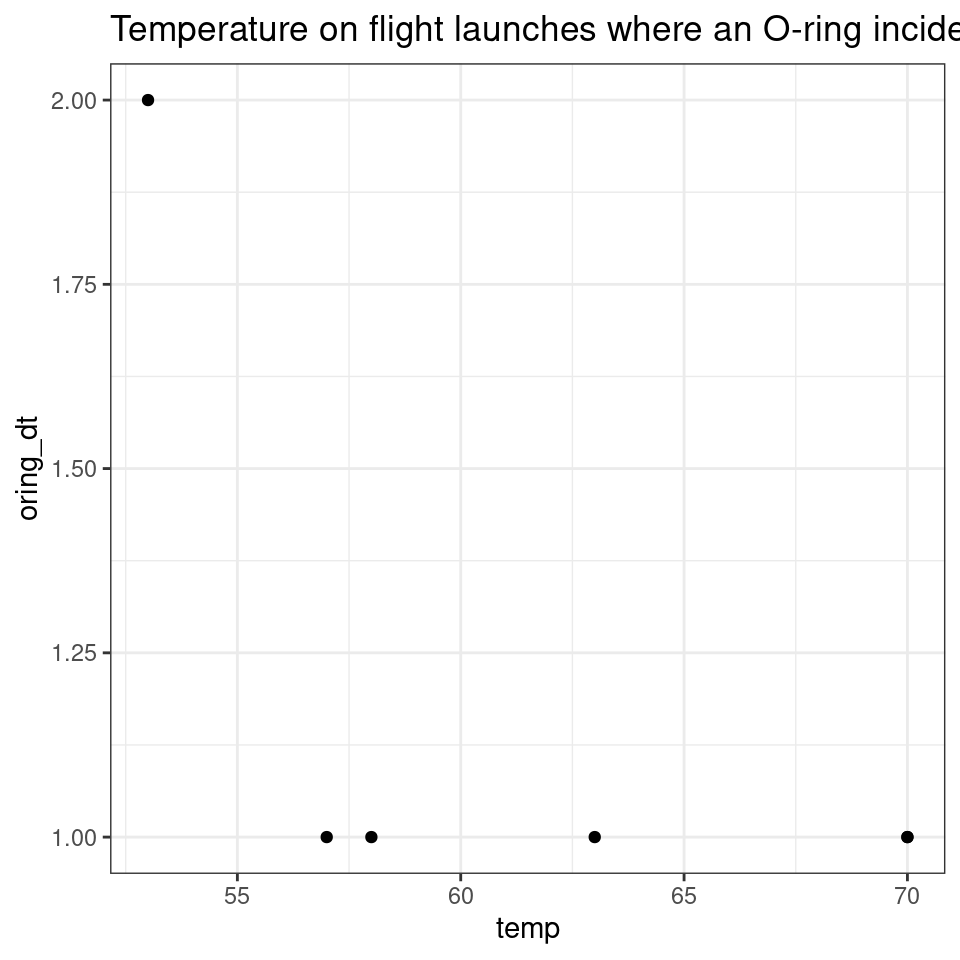 Temperature on flight launches where an O-ring incide
2.00
1.75
1.50
1.25
1.00
oring_dt
55 60 65 70
temp